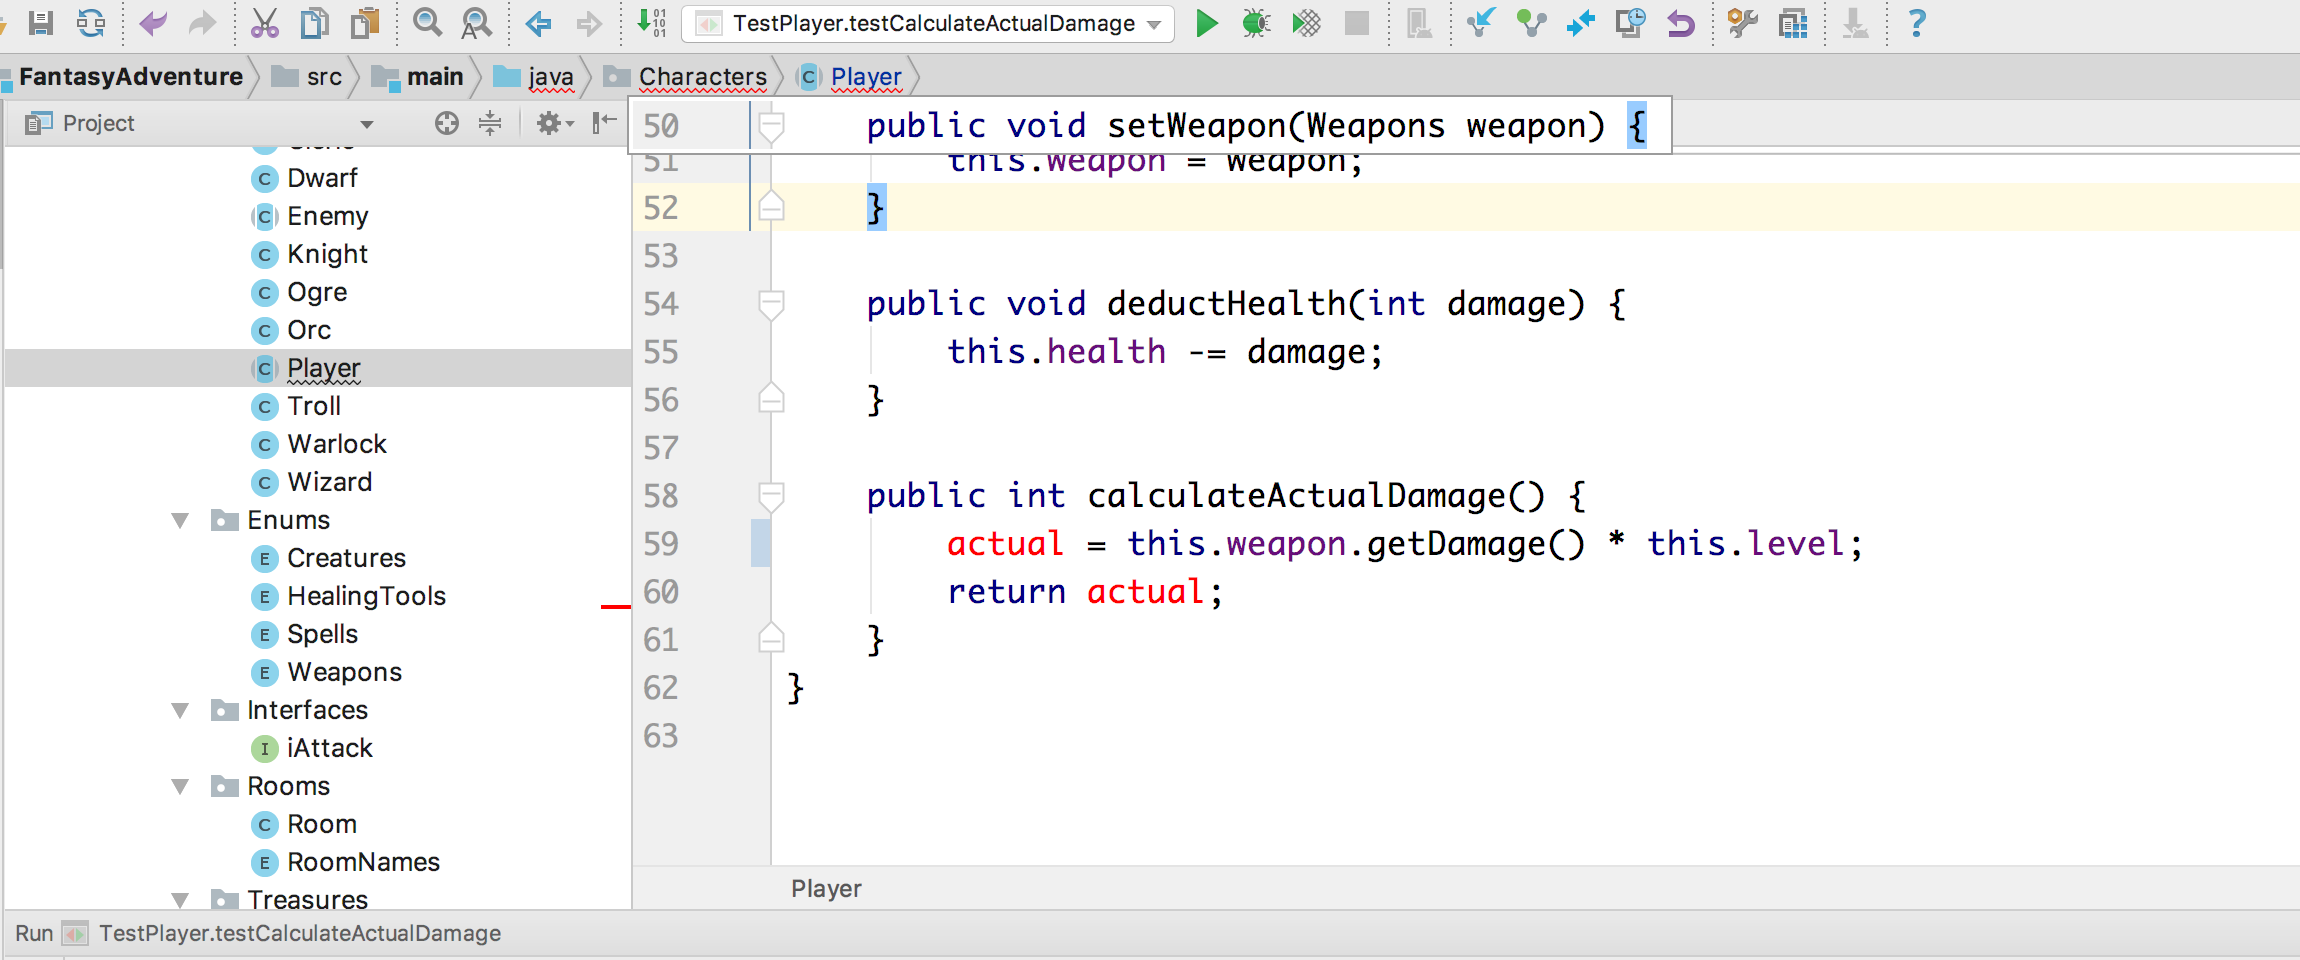 TestPlayer.testCalculateActualDamage
FantasyAdventure src main java Characters Player
Project
Dwarf
Enemy
Knight
Ogre
Orc
Player
Troll
Warlock
Wizard
Enums
Creatures
HealingTools
Spells
Weapons
Interfaces
iAttack
Rooms
Room
RoomNames
Treasures
50 public void setWeapon(Weapons weapon) {
51 this.weapon = weapon;
52 }
53
54 public void deductHealth(int damage) {
55 this.health -= damage;
56 }
57
58 public int calculateActualDamage() {
59 actual = this.weapon.getDamage() * this.level;
60 return actual;
61 }
62 }
63
Player
Run TestPlayer.testCalculateActualDamage